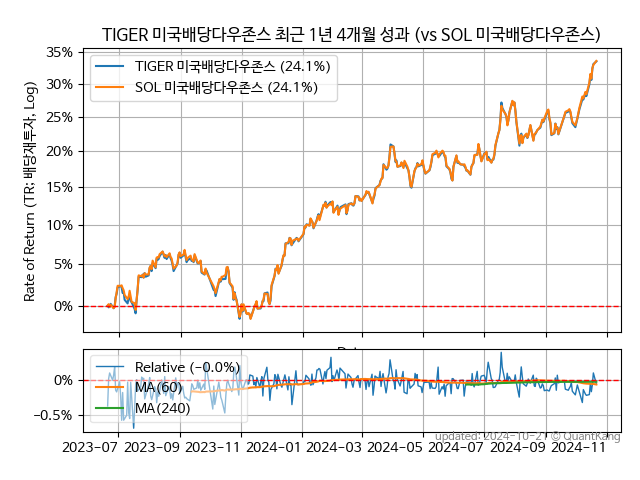 TIGER 미국배당다우존스 최근 1년 4개월 성과 (vs SOL 미국배당다우존스)
Rate of Return (TR: 배당재투자, Log)
35%
30%
25%
20%
15%
10%
5%
0%
TIGER 미국배당다우존스 (24.1%)
SOL 미국배당다우존스 (24.1%)
0%
−0.5%
Relative (−0.0%)
MA(60)
MA(240)
2023-07 2023-09 2023-11 2024-01 2024-03 2024-05 2024-07 2024-09 2024-11
updated: 2024-10-21 © QuantKang